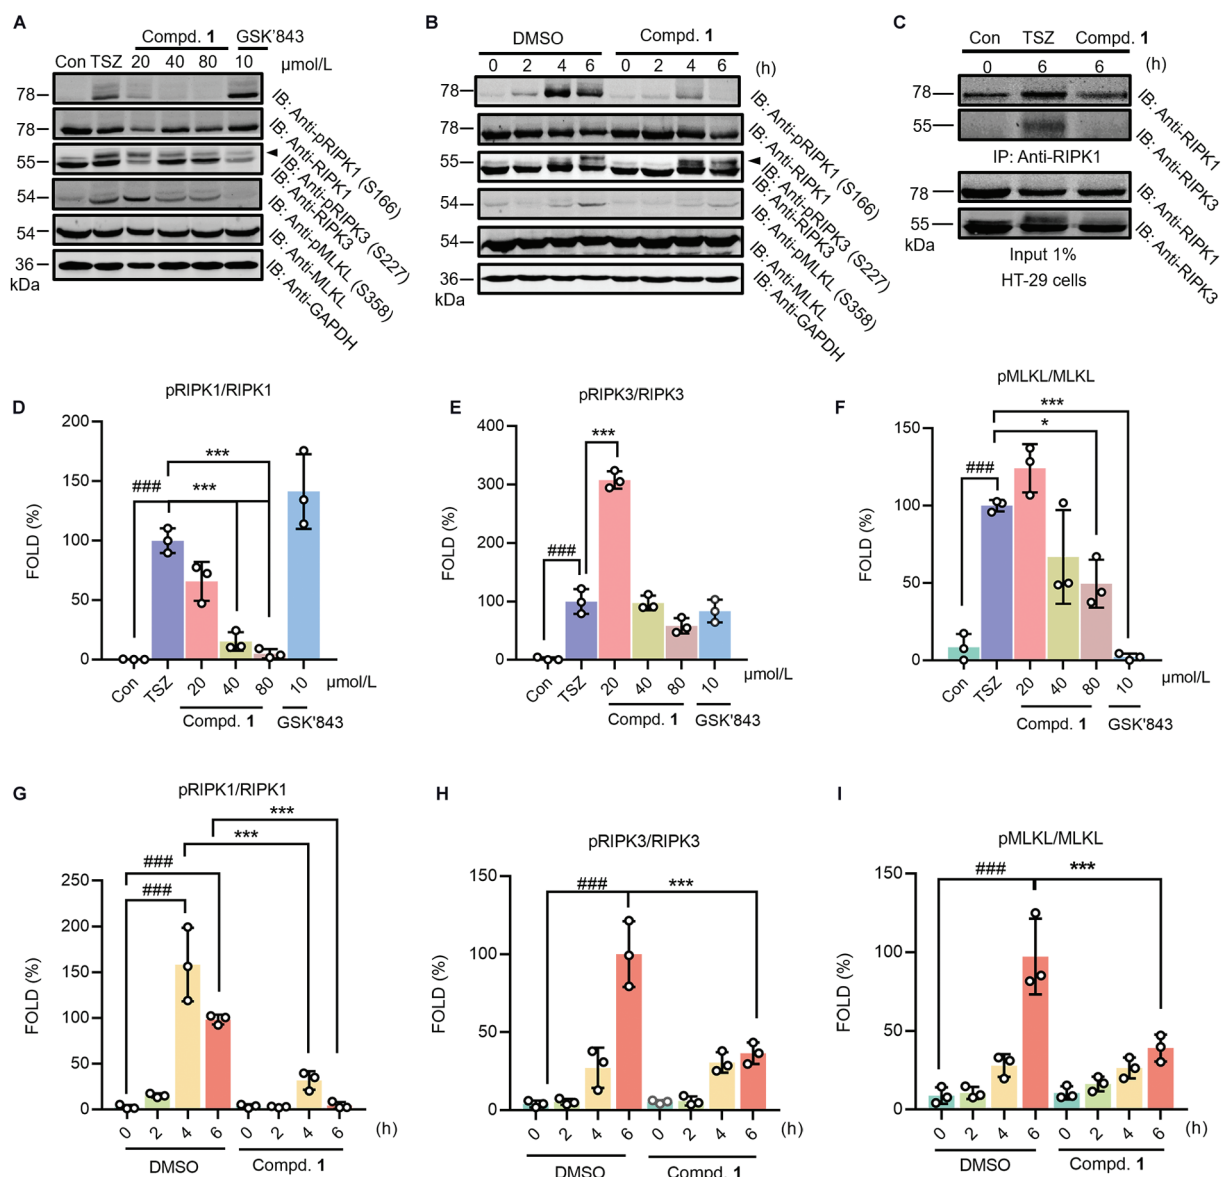 A
Compd. 1 GSK'843
Con TSZ 20 40 80 10 μmol/L
78
78
55
54
54
36
kDa
IB: Anti-pRIPK1 (S166)
IB: Anti-RIPK1
IB: Anti-pRIPK3 (S227)
IB: Anti-RIPK3
IB: Anti-pMLKL (S358)
IB: Anti-MLKL
IB: Anti-GAPDH
B
DMSO Compd. 1
0 2 4 6 0 2 4 6 (h)
78
78
55
54
54
36
kDa
IB: Anti-pRIPK1 (S166)
IB: Anti-RIPK1
IB: Anti-pRIPK3 (S227)
IB: Anti-RIPK3
IB: Anti-pMLKL (S358)
IB: Anti-MLKL
IB: Anti-GAPDH
C
Con TSZ Compd. 1
0 6 6 (h)
78
55
IP: Anti-RIPK1
78
55
kDa
Input 1%
HT-29 cells
IB: Anti-RIPK1
IB: Anti-RIPK3
IB: Anti-RIPK1
IB: Anti-RIPK3
D
pRIPK1/RIPK1
FOLD (%)
200
150
100
50
0
###
***
***
Con TSZ 20 40 80 10 μmol/L
Compd. 1 GSK'843
E
pRIPK3/RIPK3
FOLD (%)
400
300
200
100
0
###
***
Con TSZ 20 40 80 10 μmol/L
Compd. 1 GSK'843
F
pMLKL/MLKL
FOLD (%)
150
100
50
0
###
***
*
Con TSZ 20 40 80 10 μmol/L
Compd. 1 GSK'843
G
pRIPK1/RIPK1
FOLD (%)
250
200
150
100
50
0
***
***
###
###
0 2 4 6 0 2 4 6 (h)
DMSO Compd. 1
H
pRIPK3/RIPK3
FOLD (%)
150
100
50
0
### ***
0 2 4 6 0 2 4 6 (h)
DMSO Compd. 1
I
pMLKL/MLKL
FOLD (%)
150
100
50
0
### ***
0 2 4 6 0 2 4 6 (h)
DMSO Compd. 1